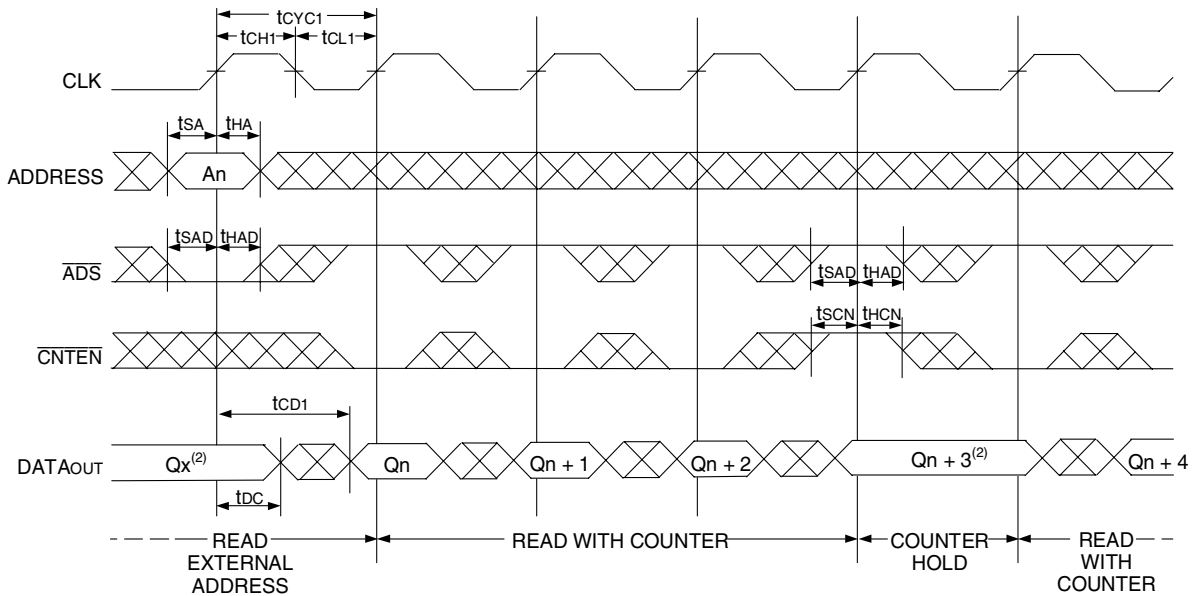 tCYC1
tCH1 tCL1
CLK
tSA tHA
ADDRESS An
tSAD tHAD
ADS
tSAD tHAD
tSCN tHCN
CNTEN
tCD1
DATAOUT Qx(2) Qn Qn + 1 Qn + 2 Qn + 3(2) Qn + 4
tDC
READ EXTERNAL ADDRESS
READ WITH COUNTER
COUNTER HOLD
READ WITH COUNTER